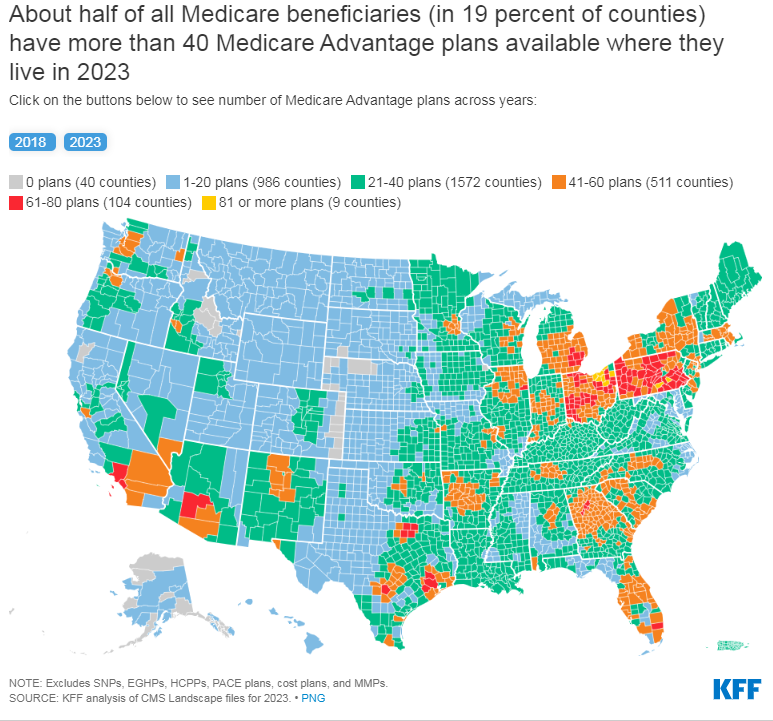 About half of all Medicare beneficiaries (in 19 percent of counties)
have more than 40 Medicare Advantage plans available where they
live in 2023
Click on the buttons below to see number of Medicare Advantage plans across years:
2018 2023
0 plans (40 counties) 1-20 plans (986 counties) 21-40 plans (1572 counties) 41-60 plans (511 counties)
61-80 plans (104 counties) 81 or more plans (9 counties)
NOTE: Excludes SNPs, EGHPs, HCPPs, PACE plans, cost plans, and MMPs.
SOURCE: KFF analysis of CMS Landscape files for 2023. • PNG
KFF